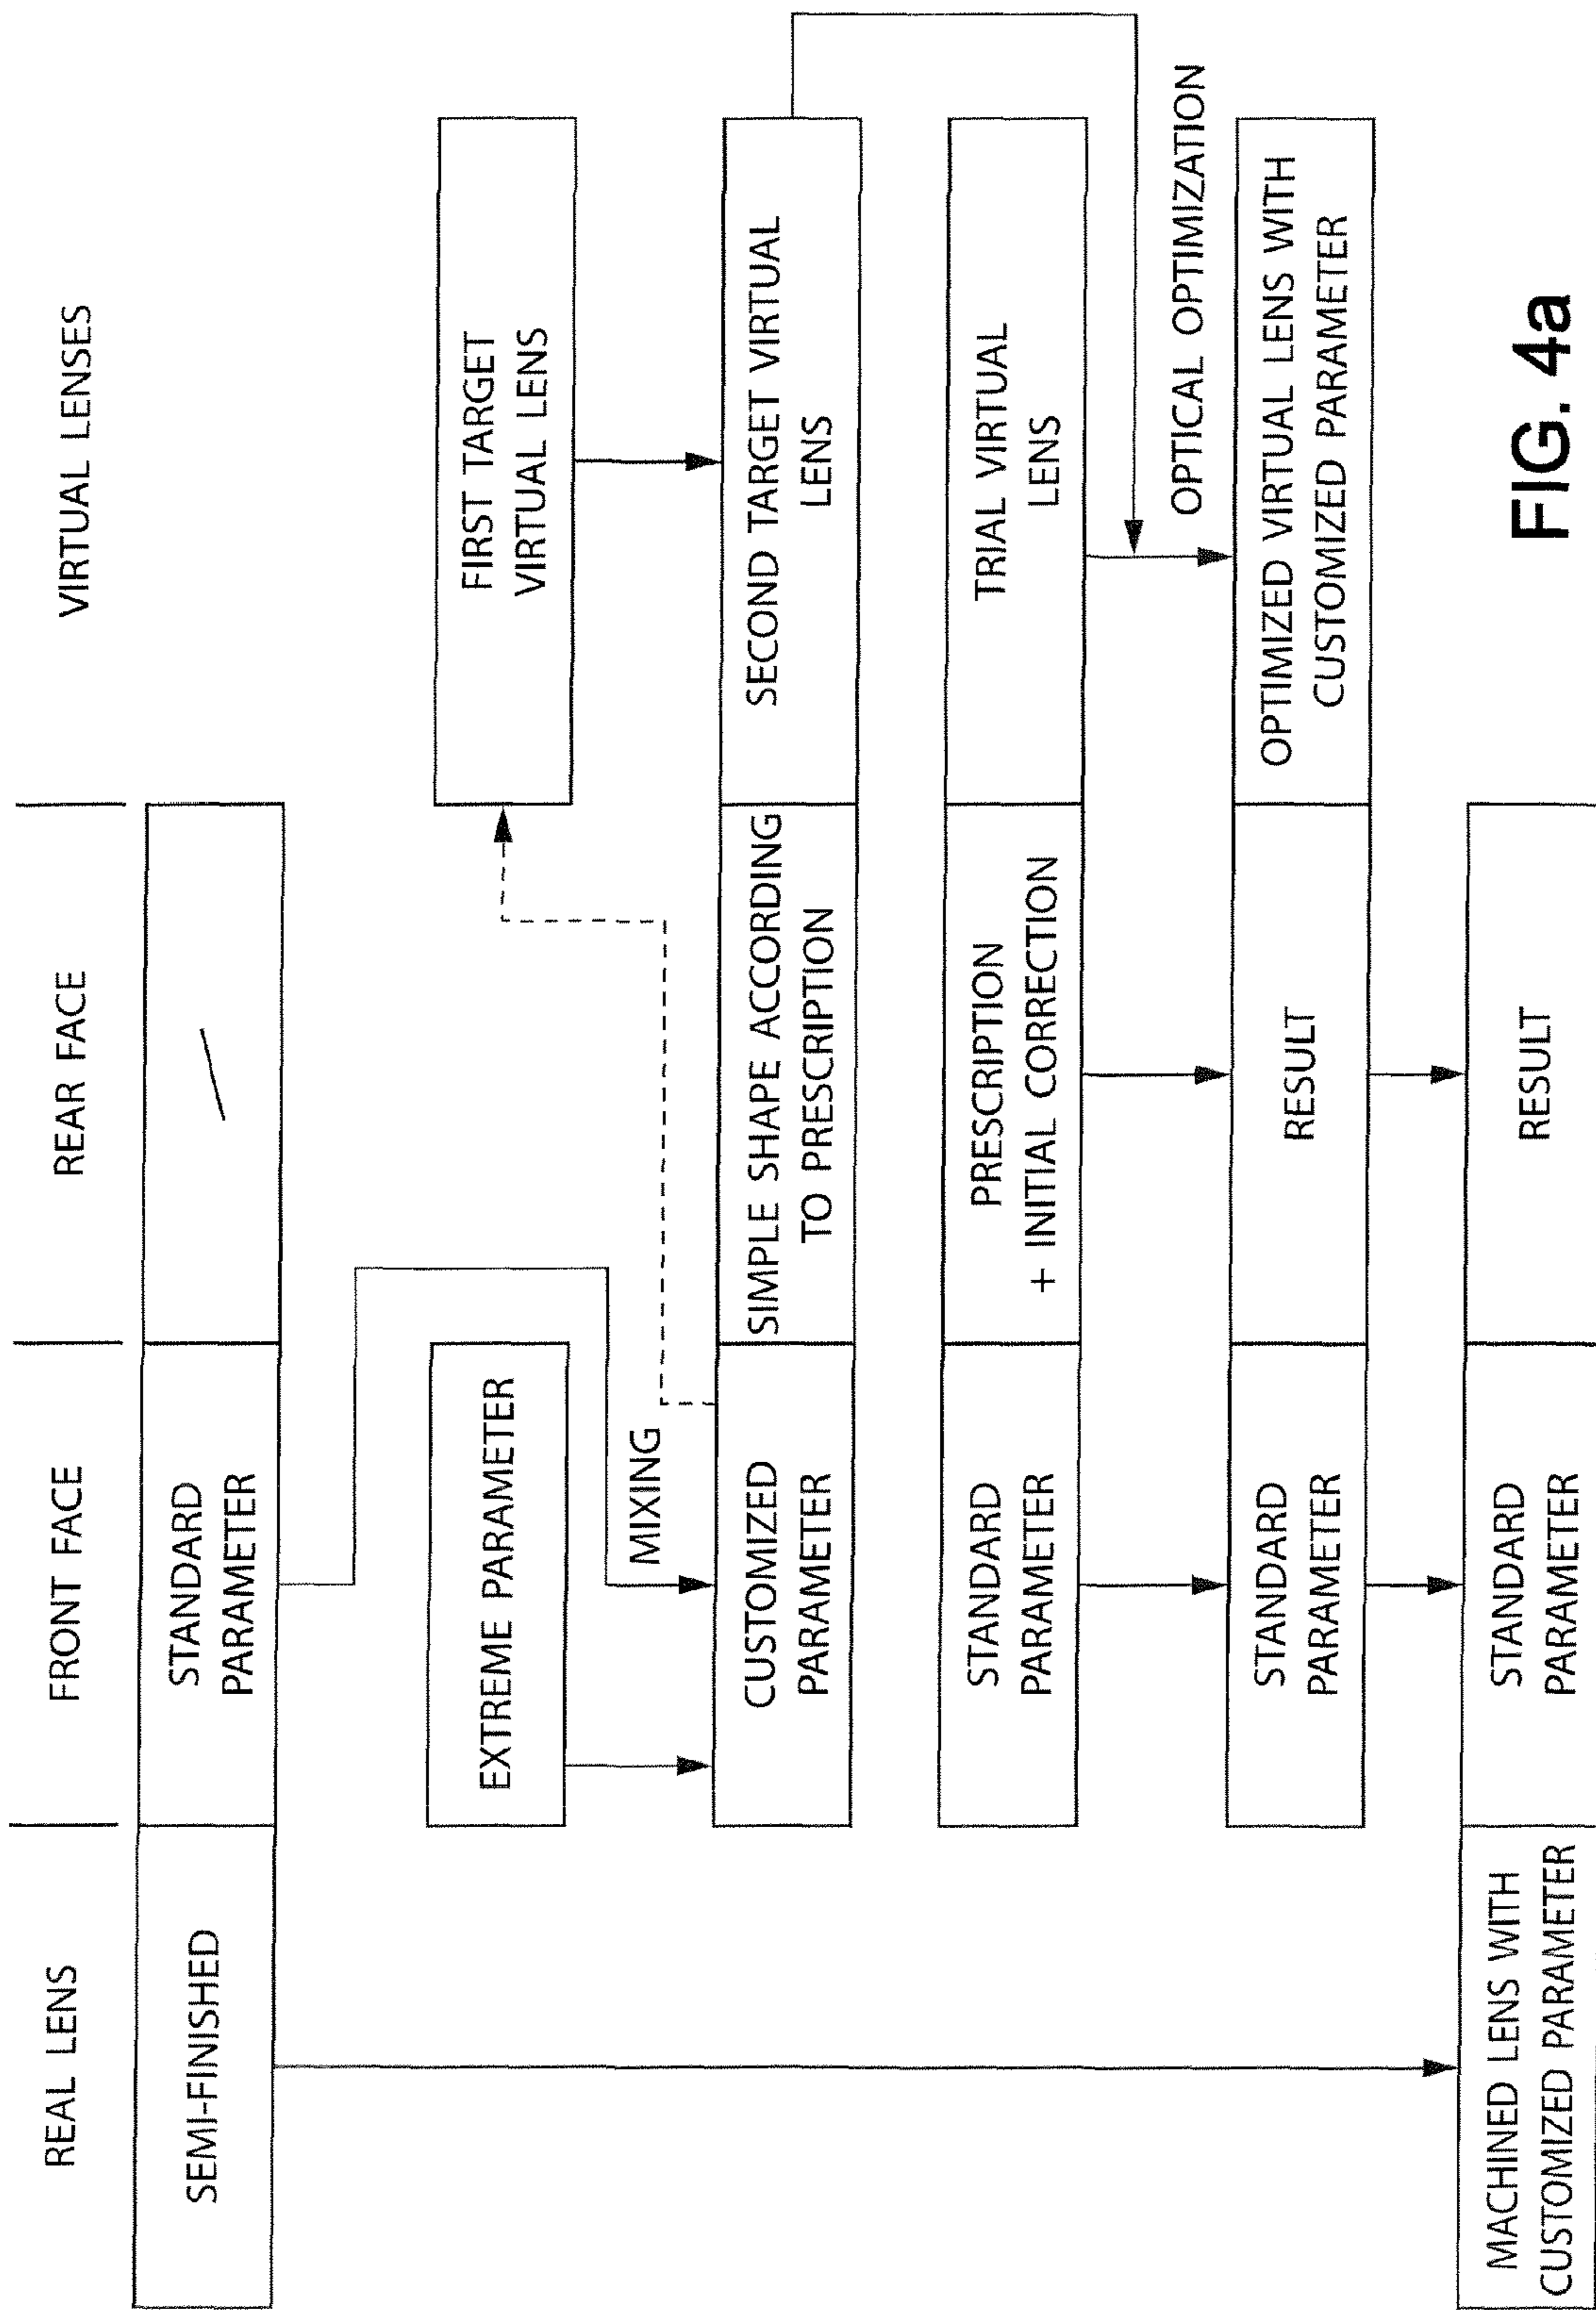 REAL LENS
FRONT FACE
REAR FACE
VIRTUAL LENSES
SEMI-FINISHED
STANDARD
PARAMETER
EXTREME PARAMETER
FIRST TARGET
VIRTUAL LENS
MIXING
CUSTOMIZED
PARAMETER
SIMPLE SHAPE ACCORDING
TO PRESCRIPTION
SECOND TARGET VIRTUAL
LENS
STANDARD
PARAMETER
PRESCRIPTION
+ INITIAL CORRECTION
TRIAL VIRTUAL
LENS
OPTICAL OPTIMIZATION
STANDARD
PARAMETER
RESULT
OPTIMIZED VIRTUAL LENS WITH
CUSTOMIZED PARAMETER
MACHINED LENS WITH
CUSTOMIZED PARAMETER
STANDARD
PARAMETER
RESULT
FIG. 4a